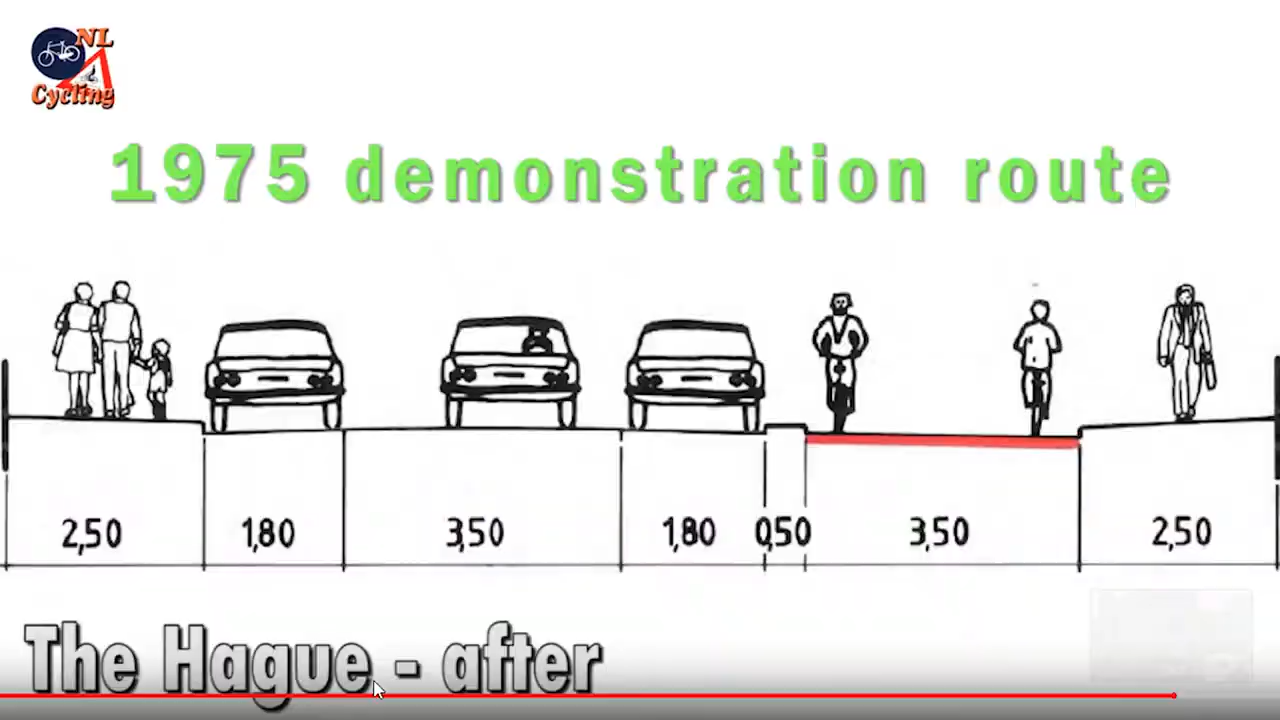 NL
Cycling
1975 demonstration route
2,50 1,80 3,50 1,80 0,50 3,50 2,50
The Hague - after